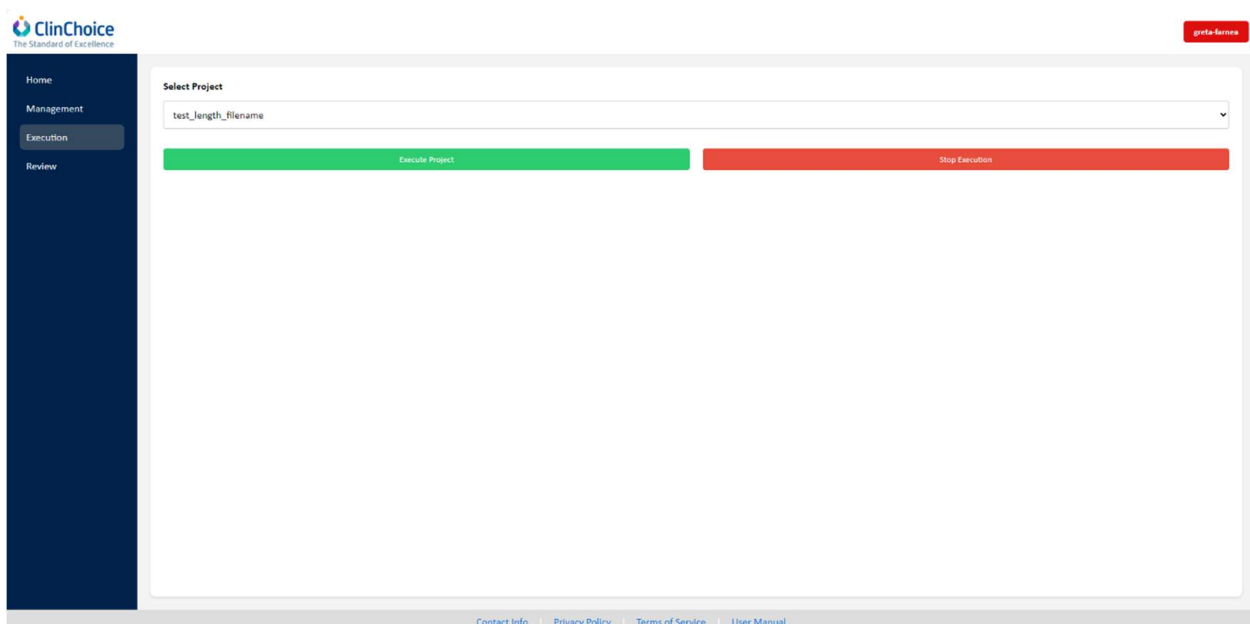 ClinChoice
The Standard of Excellence
greta-farnea
Home
Management
Execution
Review
Select Project
test_length_filename
Execute Project
Stop Execution
Contact Info | Privacy Policy | Terms of Service | User Manual